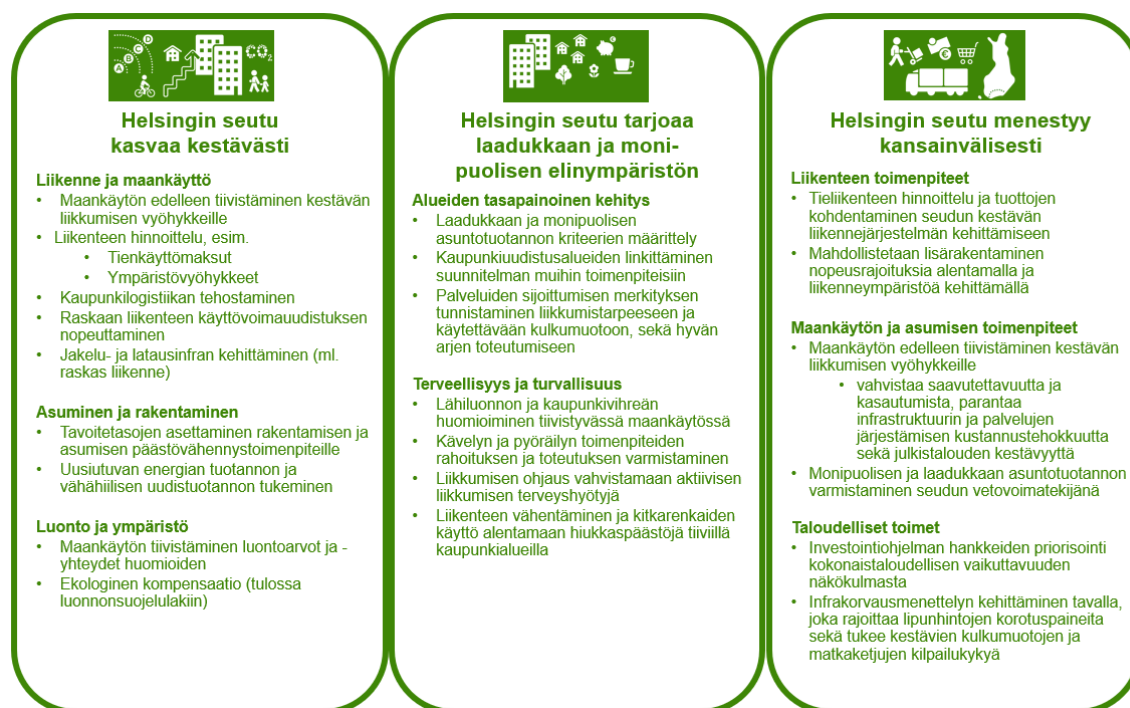 A
B
C
D
CO₂
Helsingin seutu
kasvaa kestävästi
Liikenne ja maankäyttö
• Maankäytön edelleen tiivistäminen kestävän
liikkumisen vyöhykkeille
• Liikenteen hinnoittelu, esim.
• Tienkäyttömaksut
• Ympäristövyöhykkeet
• Kaupunkilogistiikan tehostaminen
• Raskaan liikenteen käyttövoimauudistuksen
nopeuttaminen
• Jakelu- ja latausinfran kehittäminen (ml.
raskas liikenne)
Asuminen ja rakentaminen
• Tavoitetasojen asettaminen rakentamisen ja
asumisen päästövähennystoimenpiteille
• Uusiutuvan energian tuotannon ja
vähähiilisen uudistuotannon tukeminen
Luonto ja ympäristö
• Maankäytön tiivistäminen luontoarvot ja -
yhteydet huomioiden
• Ekologinen kompensaatio (tulossa
luonnonsuojelulakiin)
Helsingin seutu tarjoaa
laadukkaan ja moni-
puolisen elinympäristön
Alueiden tasapainoinen kehitys
• Laadukkaan ja monipuolisen
asuntotuotannon kriteerien määrittely
• Kaupunkiuudistusalueiden linkittäminen
suunnitelman muihin toimenpiteisiin
• Palveluiden sijoittumisen merkityksen
tunnistaminen liikkumistarpeeseen ja
käytettävään kulkumuotoon, sekä hyvän
arjen toteutumiseen
Terveellisyys ja turvallisuus
• Lähiluonnon ja kaupunkivihreän
huomioiminen tiivistyvässä maankäytössä
• Kävelyn ja pyöräilyn toimenpiteiden
rahoituksen ja toteutuksen varmistaminen
• Liikkumisen ohjaus vahvistamaan aktiivisen
liikkumisen terveyshyötyjä
• Liikenteen vähentäminen ja kitkarenkaiden
käyttö alentamaan hiukkaspäästöjä tiiviillä
kaupunkialueilla
€
Helsingin seutu menestyy
kansainvälisesti
Liikenteen toimenpiteet
• Tieliikenteen hinnoittelu ja tuottojen
kohdentaminen seudun kestävän
liikennejärjestelmän kehittämiseen
• Mahdollistetaan lisärakentaminen
nopeusrajoituksia alentamalla ja
liikenneympäristöä kehittämällä
Maankäytön ja asumisen toimenpiteet
• Maankäytön edelleen tiivistäminen kestävän
liikkumisen vyöhykkeille
• vahvistaa saavutettavuutta ja
kasautumista, parantaa
infrastruktuurin ja palvelujen
järjestämisen kustannustehokkuutta
sekä julkistalouden kestävyyttä
• Monipuolisen ja laadukkaan asuntotuotannon
varmistaminen seudun vetovoimatekijänä
Taloudelliset toimet
• Investointiohjelman hankkeiden priorisointi
kokonaistaloudellisen vaikuttavuuden
näkökulmasta
• Infrakorvausmenettelyn kehittäminen tavalla,
joka rajoittaa lipunhintojen korotuspaineita
sekä tukee kestävien kulkumuotojen ja
matkaketjujen kilpailukykyä